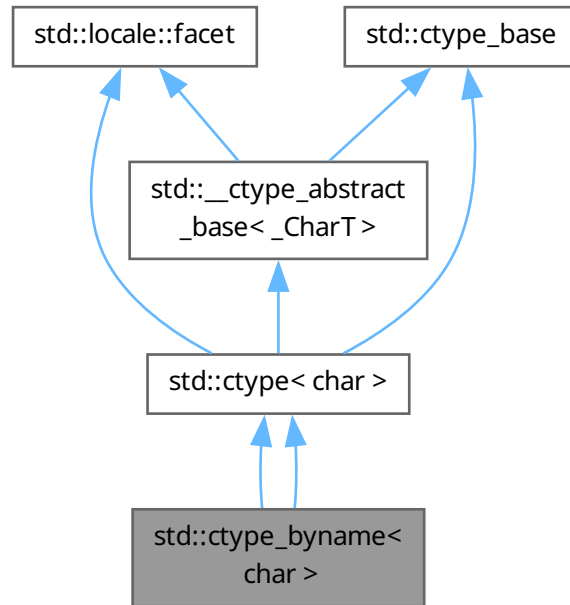 std::locale::facet
std::ctype_base
std::__ctype_abstract
_base< _CharT >
std::ctype< char >
std::ctype_byname<
char >